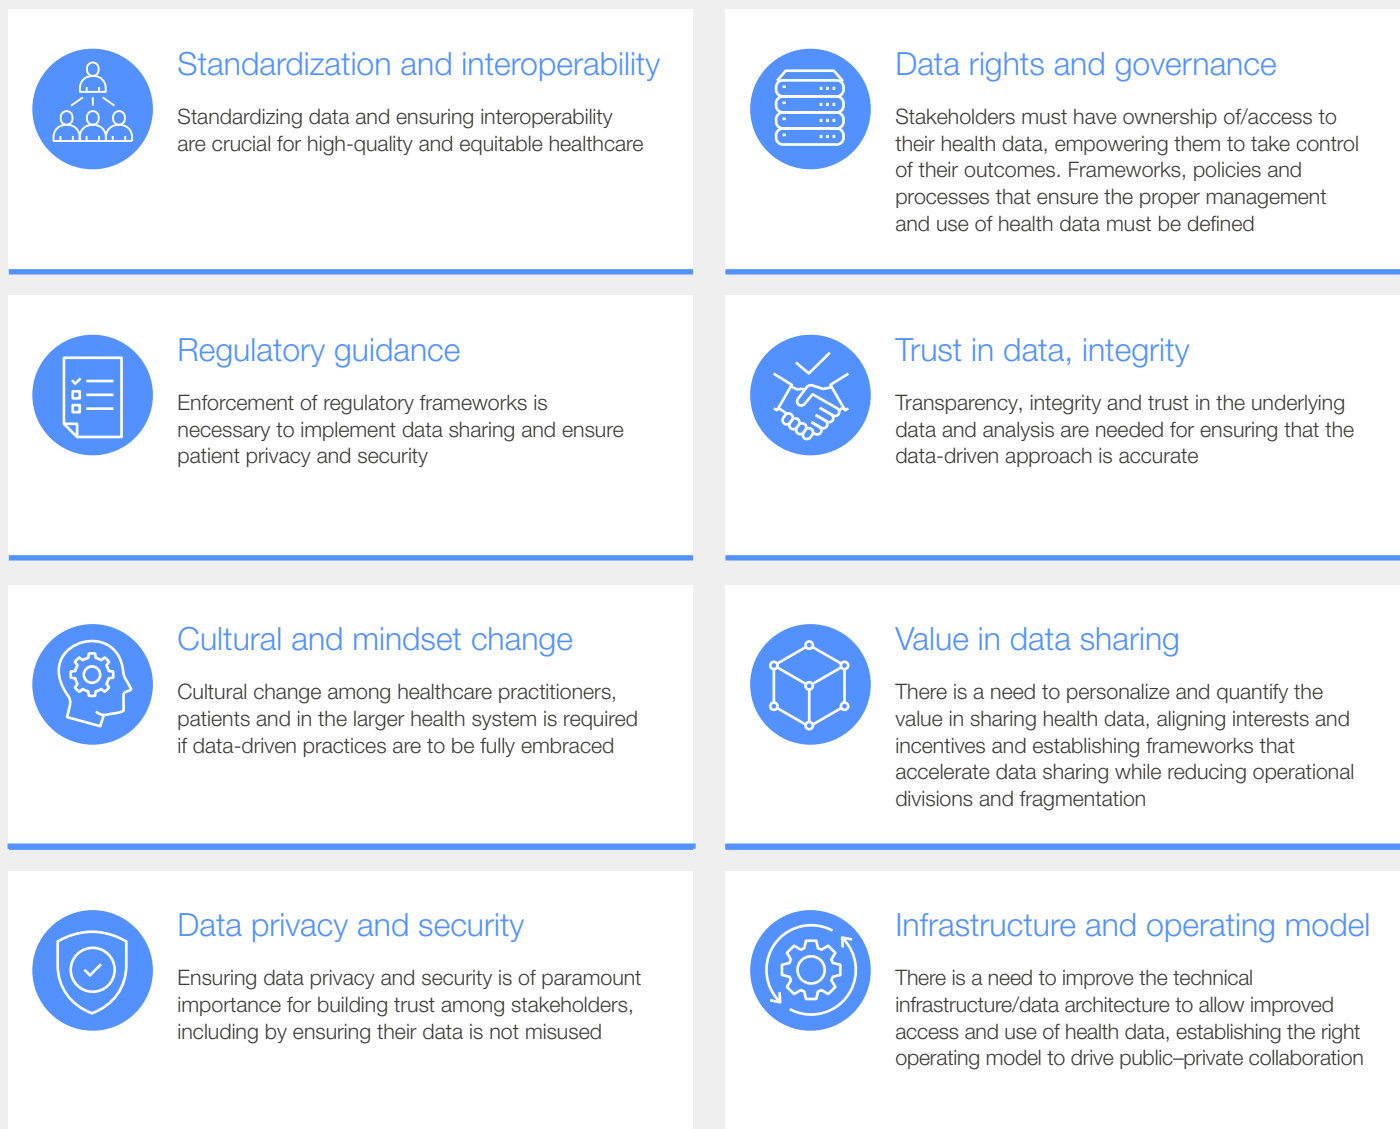 Standardization and interoperability
Standardizing data and ensuring interoperability
are crucial for high-quality and equitable healthcare
Data rights and governance
Stakeholders must have ownership of/access to
their health data, empowering them to take control
of their outcomes. Frameworks, policies and
processes that ensure the proper management
and use of health data must be defined
Regulatory guidance
Enforcement of regulatory frameworks is
necessary to implement data sharing and ensure
patient privacy and security
Trust in data, integrity
Transparency, integrity and trust in the underlying
data and analysis are needed for ensuring that the
data-driven approach is accurate
Cultural and mindset change
Cultural change among healthcare practitioners,
patients and in the larger health system is required
if data-driven practices are to be fully embraced
Value in data sharing
There is a need to personalize and quantify the
value in sharing health data, aligning interests and
incentives and establishing frameworks that
accelerate data sharing while reducing operational
divisions and fragmentation
Data privacy and security
Ensuring data privacy and security is of paramount
importance for building trust among stakeholders,
including by ensuring their data is not misused
Infrastructure and operating model
There is a need to improve the technical
infrastructure/data architecture to allow improved
access and use of health data, establishing the right
operating model to drive public–private collaboration